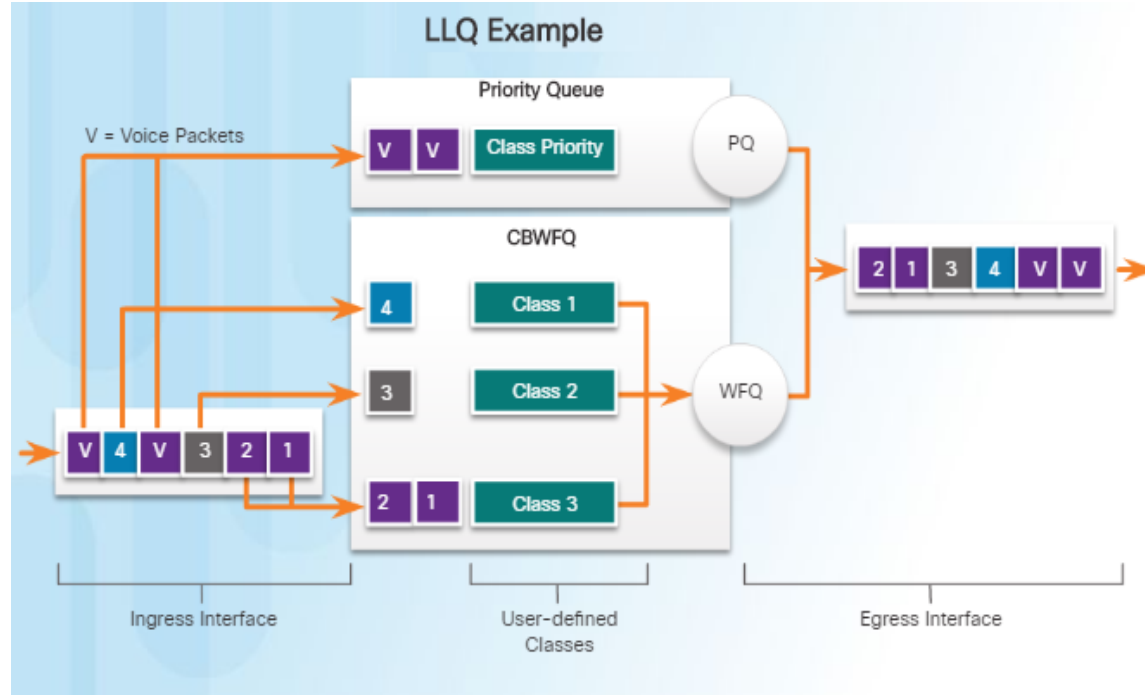 LLQ Example
Priority Queue
V = Voice Packets
V V Class Priority
PQ
CBWFQ
4 Class 1
3 Class 2
2 1 Class 3
WFQ
V 4 V 3 2 1
2 1 3 4 V V
Ingress Interface
User-defined
Classes
Egress Interface